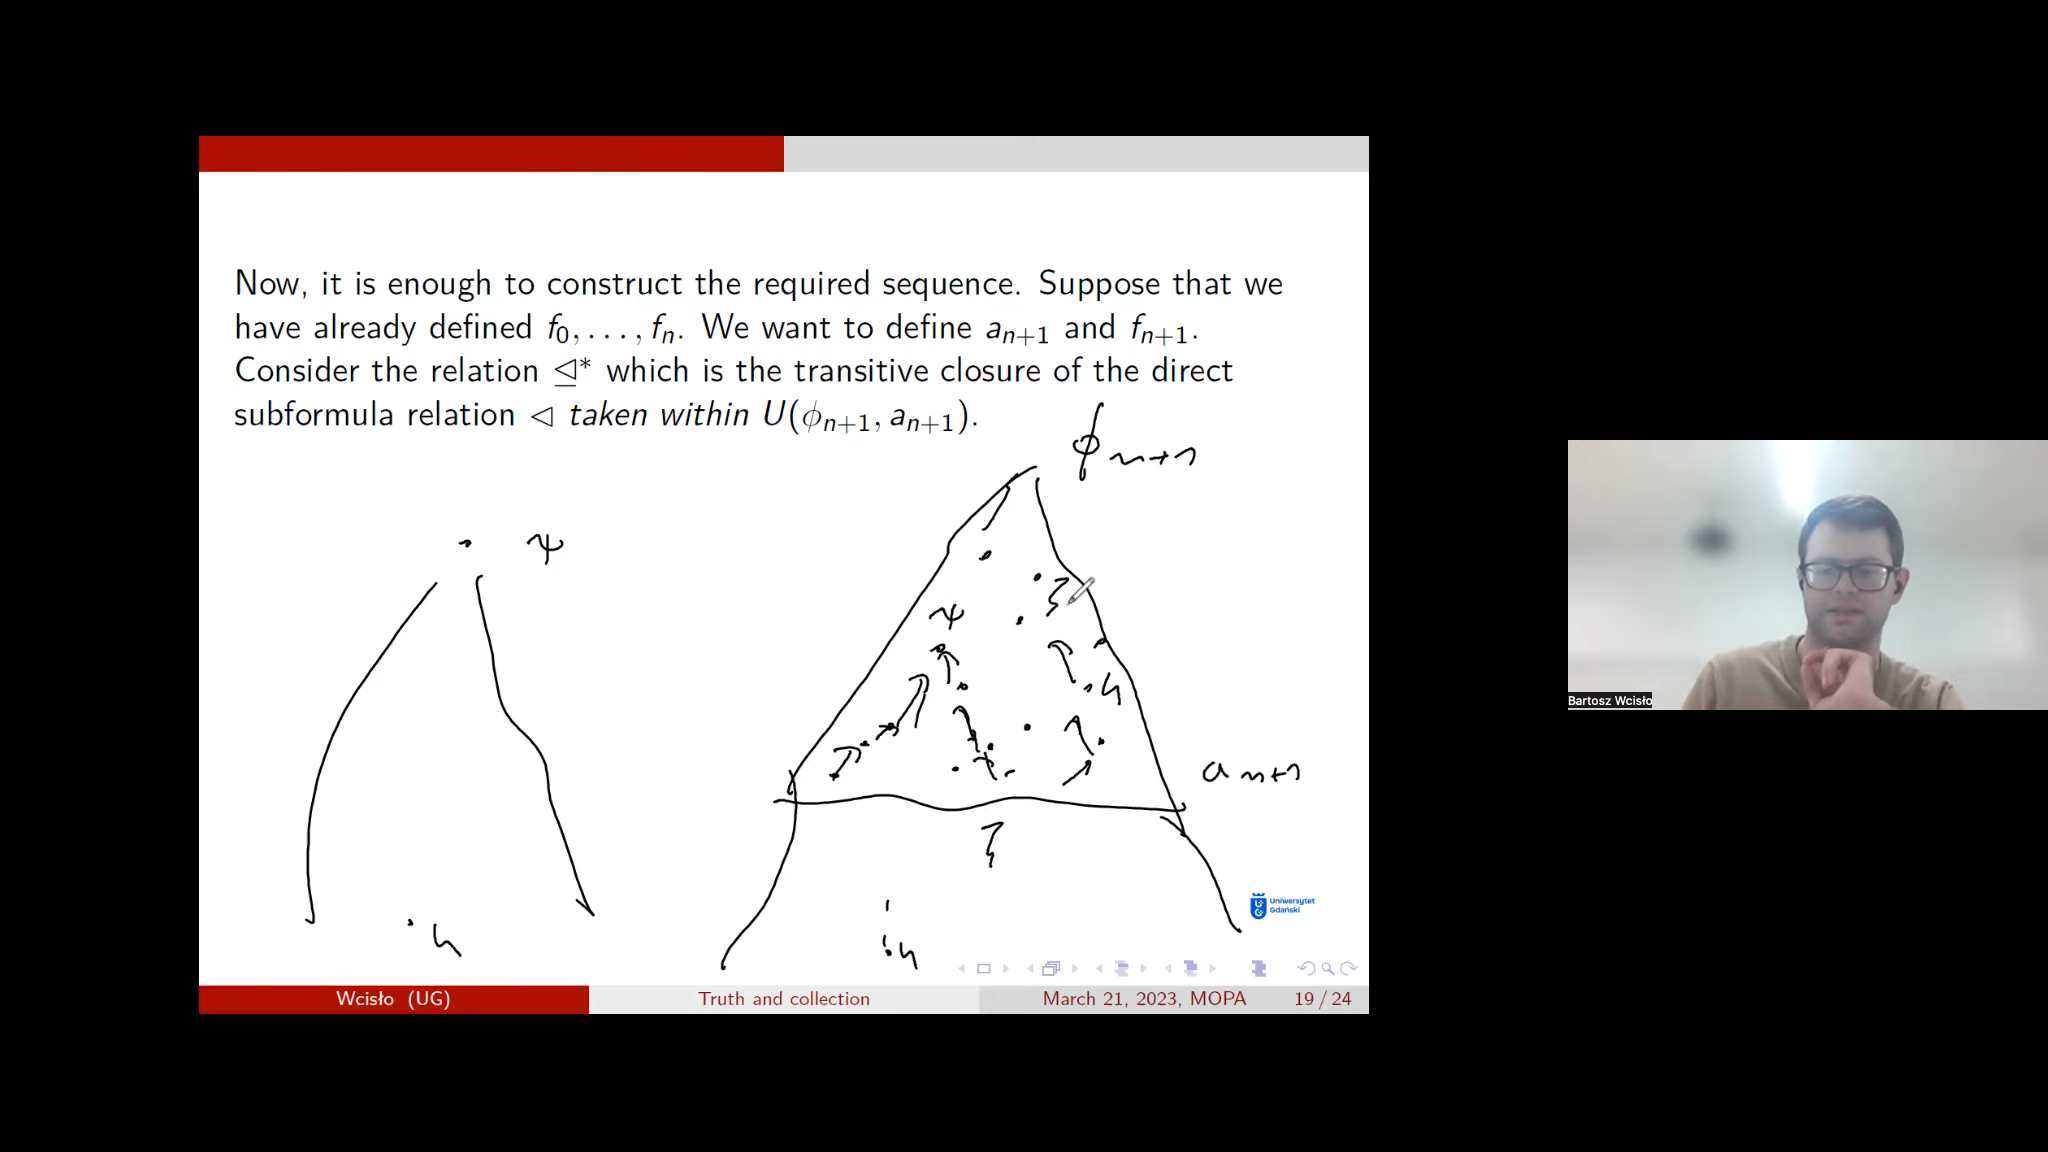 Now, it is enough to construct the required sequence. Suppose that we
have already defined f₀, . . . , fₙ. We want to define aₙ₊₁ and fₙ₊₁.
Consider the relation ⊴* which is the transitive closure of the direct
subformula relation ◁ taken within U(ϕₙ₊₁, aₙ₊₁).
ϕ n+1
ψ
ψ
a n+1
Uniwersytet
Gdański
Wcisło (UG)
Truth and collection
March 21, 2023, MOPA
19 / 24
Bartosz Wcisło